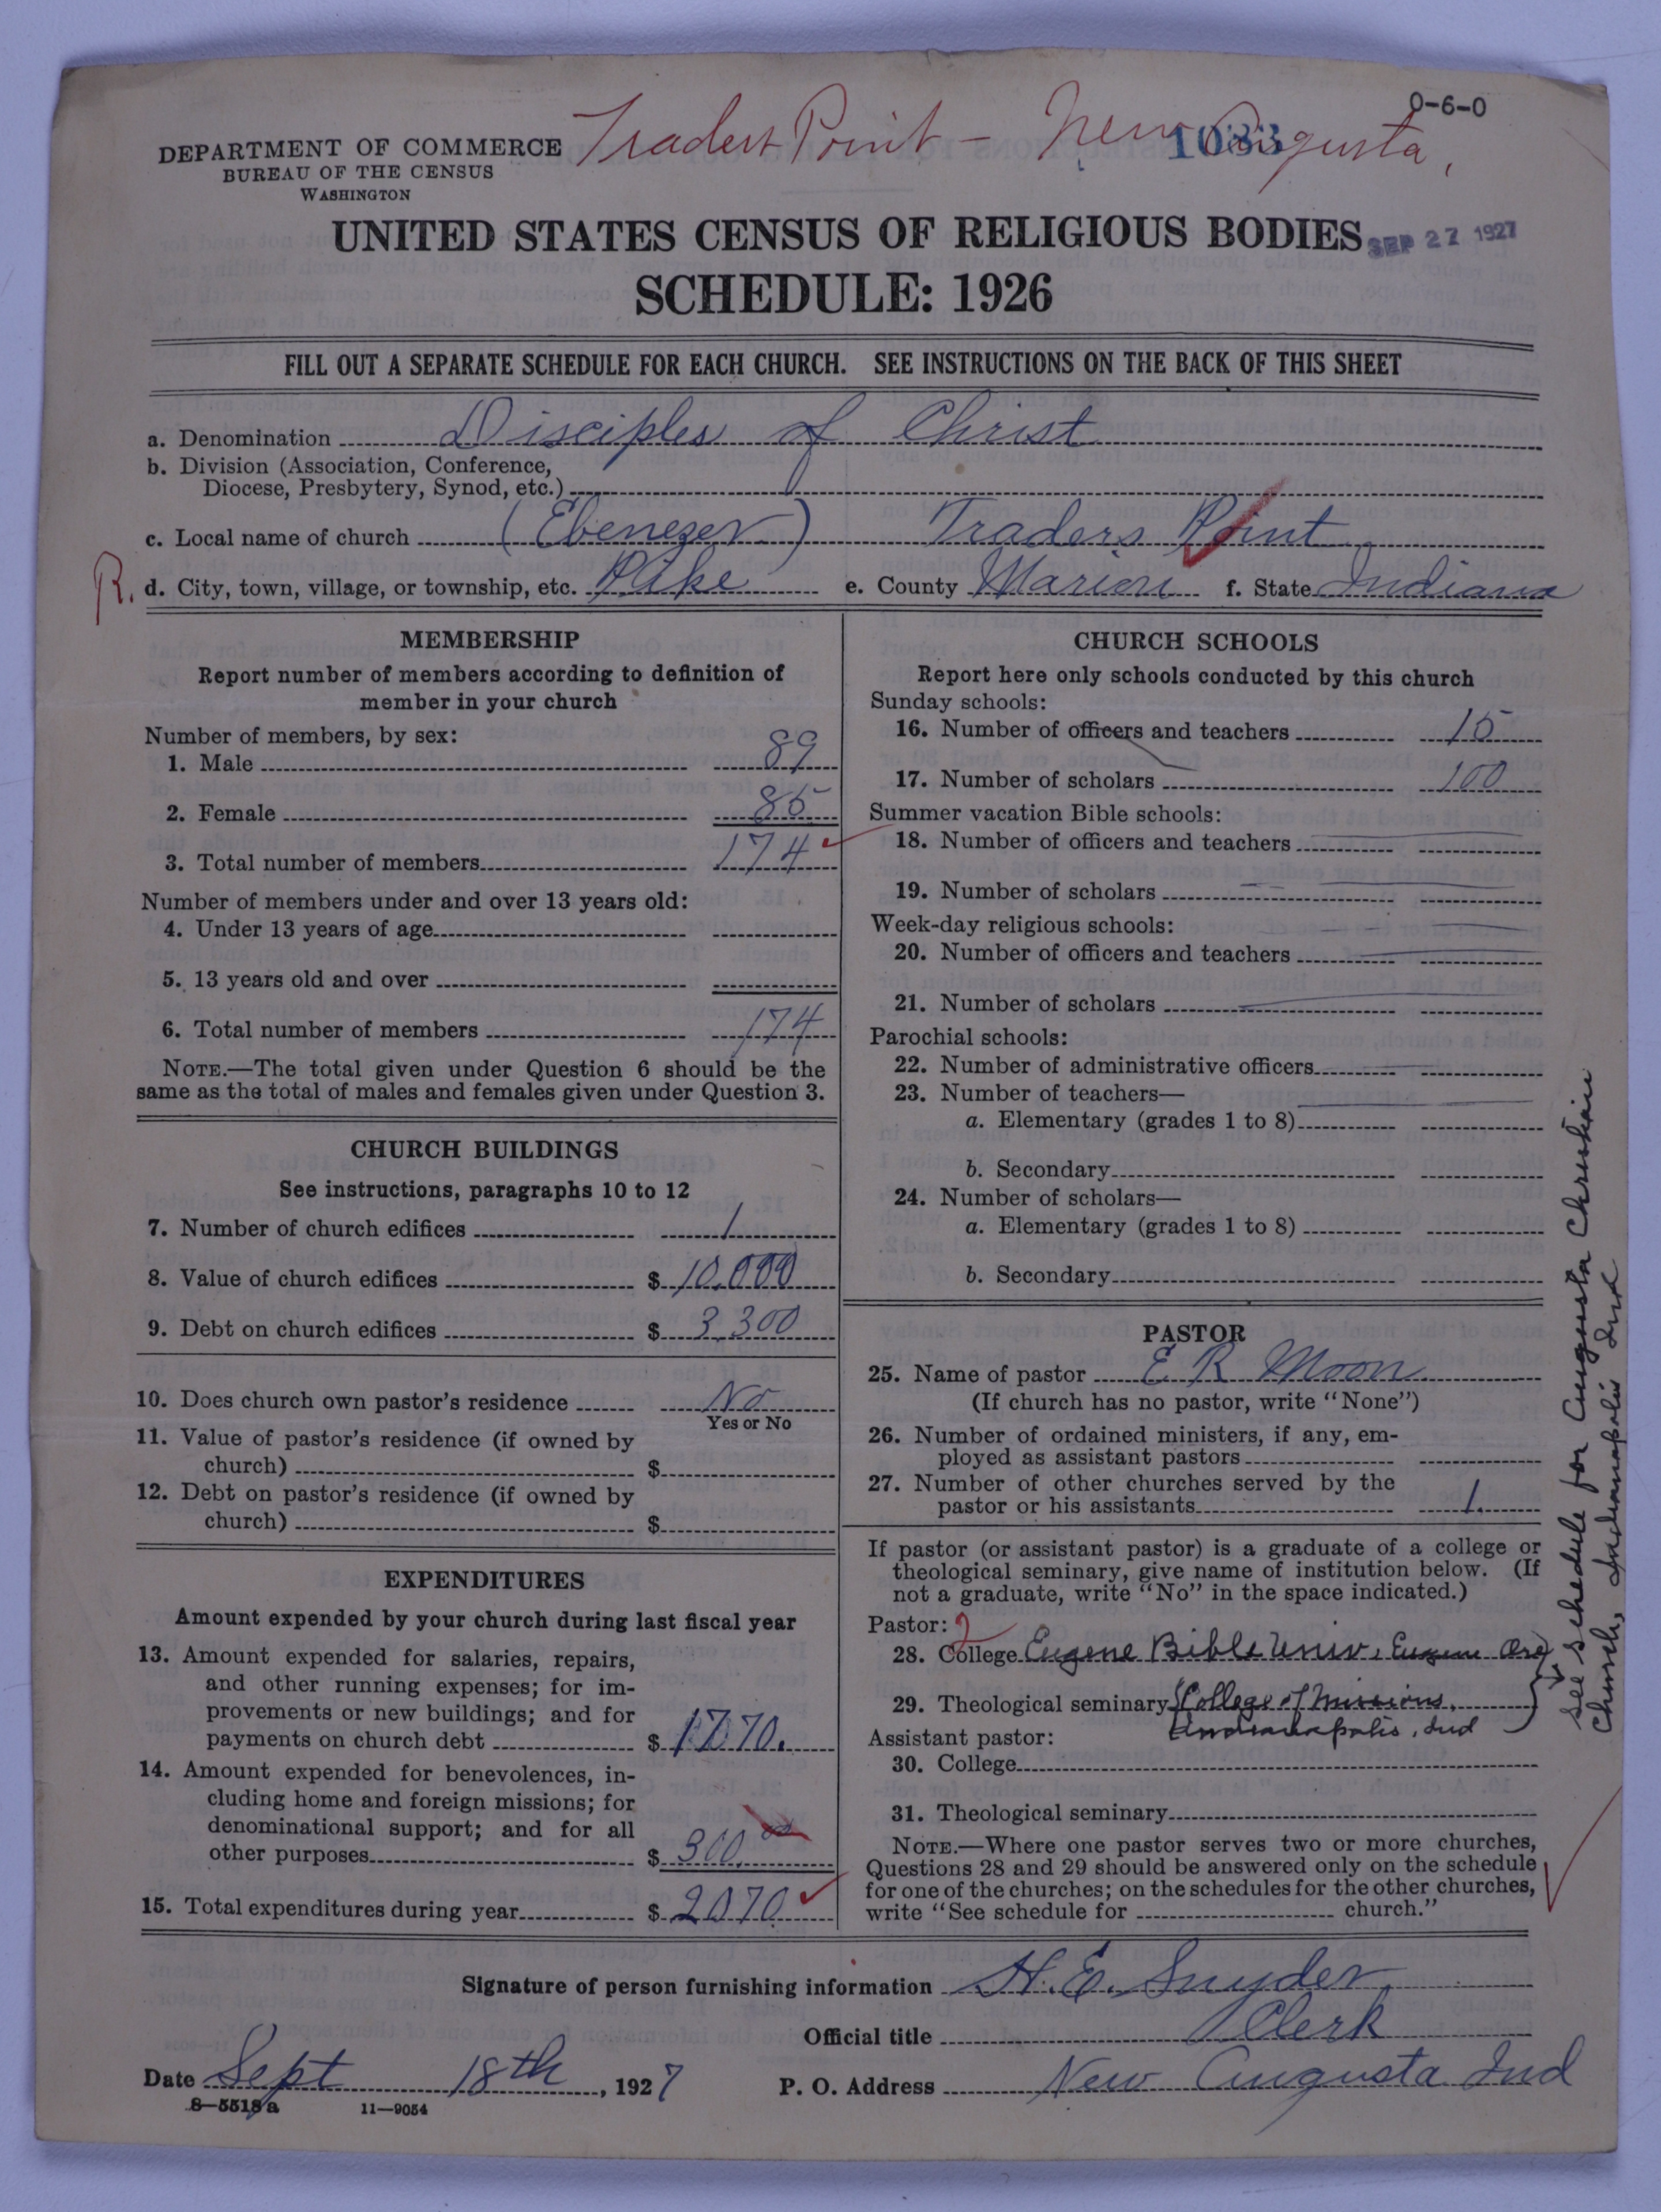 0-6-0
Traders Point - New Augusta,
1083
DEPARTMENT OF COMMERCE
BUREAU OF THE CENSUS
WASHINGTON
UNITED STATES CENSUS OF RELIGIOUS BODIES
SEP 27 1927
SCHEDULE: 1926
FILL OUT A SEPARATE SCHEDULE FOR EACH CHURCH. SEE INSTRUCTIONS ON THE BACK OF THIS SHEET
a. Denomination Disciples of Christ
b. Division (Association, Conference,
Diocese, Presbytery, Synod, etc.)
c. Local name of church (Ebenezer) Traders Point
R. d. City, town, village, or township, etc. Pike e. County Marion f. State Indiana
MEMBERSHIP
Report number of members according to definition of
member in your church
Number of members, by sex:
1. Male 89
2. Female 85
3. Total number of members 174
Number of members under and over 13 years old:
4. Under 13 years of age
5. 13 years old and over
6. Total number of members 174
NOTE.—The total given under Question 6 should be the
same as the total of males and females given under Question 3.
CHURCH BUILDINGS
See instructions, paragraphs 10 to 12
7. Number of church edifices 1
8. Value of church edifices $ 10,000
9. Debt on church edifices $ 3,300
10. Does church own pastor's residence No
Yes or No
11. Value of pastor's residence (if owned by
church) $
12. Debt on pastor's residence (if owned by
church) $
EXPENDITURES
Amount expended by your church during last fiscal year
13. Amount expended for salaries, repairs,
and other running expenses; for im-
provements or new buildings; and for
payments on church debt $ 1770.
14. Amount expended for benevolences, in-
cluding home and foreign missions; for
denominational support; and for all
other purposes $ 300.00
15. Total expenditures during year $ 2070
CHURCH SCHOOLS
Report here only schools conducted by this church
Sunday schools:
16. Number of officers and teachers 15
17. Number of scholars 100
Summer vacation Bible schools:
18. Number of officers and teachers
19. Number of scholars
Week-day religious schools:
20. Number of officers and teachers
21. Number of scholars
Parochial schools:
22. Number of administrative officers
23. Number of teachers—
a. Elementary (grades 1 to 8)
b. Secondary
24. Number of scholars—
a. Elementary (grades 1 to 8)
b. Secondary
PASTOR
25. Name of pastor E R Moon
(If church has no pastor, write "None")
26. Number of ordained ministers, if any, em-
ployed as assistant pastors
27. Number of other churches served by the
pastor or his assistants 1.
If pastor (or assistant pastor) is a graduate of a college or
theological seminary, give name of institution below. (If
not a graduate, write "No" in the space indicated.)
Pastor: 2
28. College Eugene Bible Univ, Eugene Ore
29. Theological seminary College of Missions,
Indianapolis, Ind
Assistant pastor:
30. College
31. Theological seminary
NOTE.—Where one pastor serves two or more churches,
Questions 28 and 29 should be answered only on the schedule
for one of the churches; on the schedules for the other churches,
write "See schedule for church."
See schedule for Augusta Christian
Church, Indianapolis Ind
Signature of person furnishing information H. E. Snyder
Official title Clerk
Date Sept 18th, 1927 P. O. Address New Augusta Ind
8—5518 a 11—9054